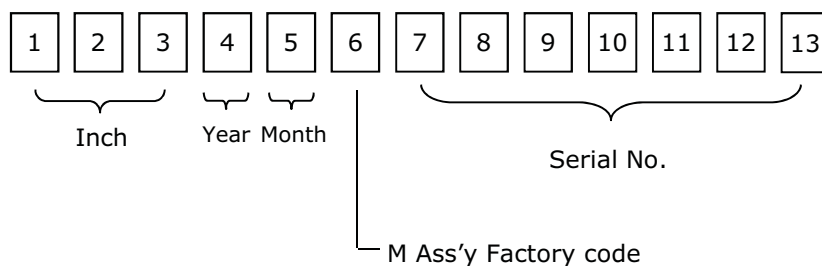 1 2 3 4 5 6 7 8 9 10 11 12 13
Inch Year Month
Serial No.
M Ass’y Factory code